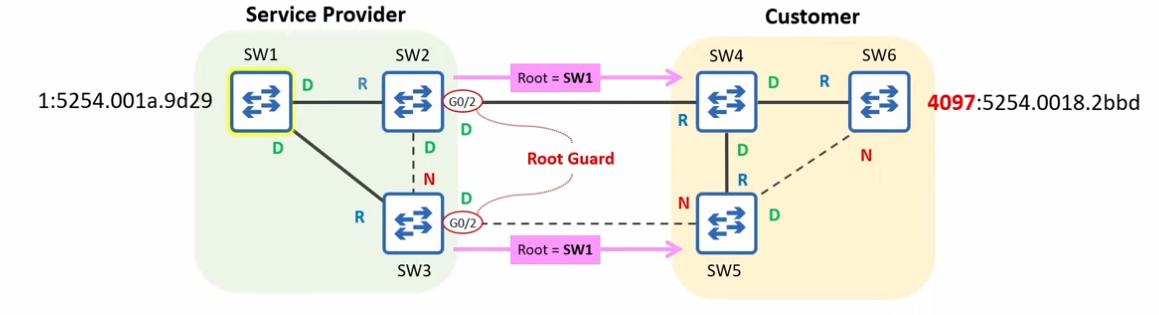 Service Provider
Customer
SW1
SW2
SW4
SW6
Root = SW1
D
R
D
R
1:5254.001a.9d29
G0/2
4097:5254.0018.2bbd
R
D
D
D
D
N
Root Guard
N
R
D
N
R
D
G0/2
D
Root = SW1
SW3
SW5